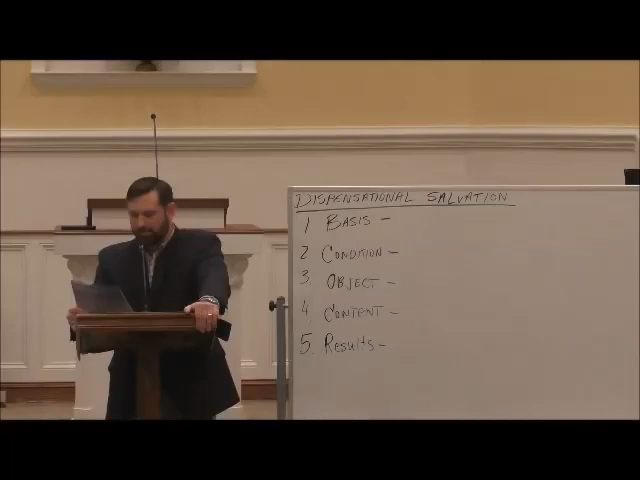 DISPENSATIONAL SALVATION
1 BASIS -
2 CONDITION -
3. OBJECT -
4 CONTENT -
5. Results -